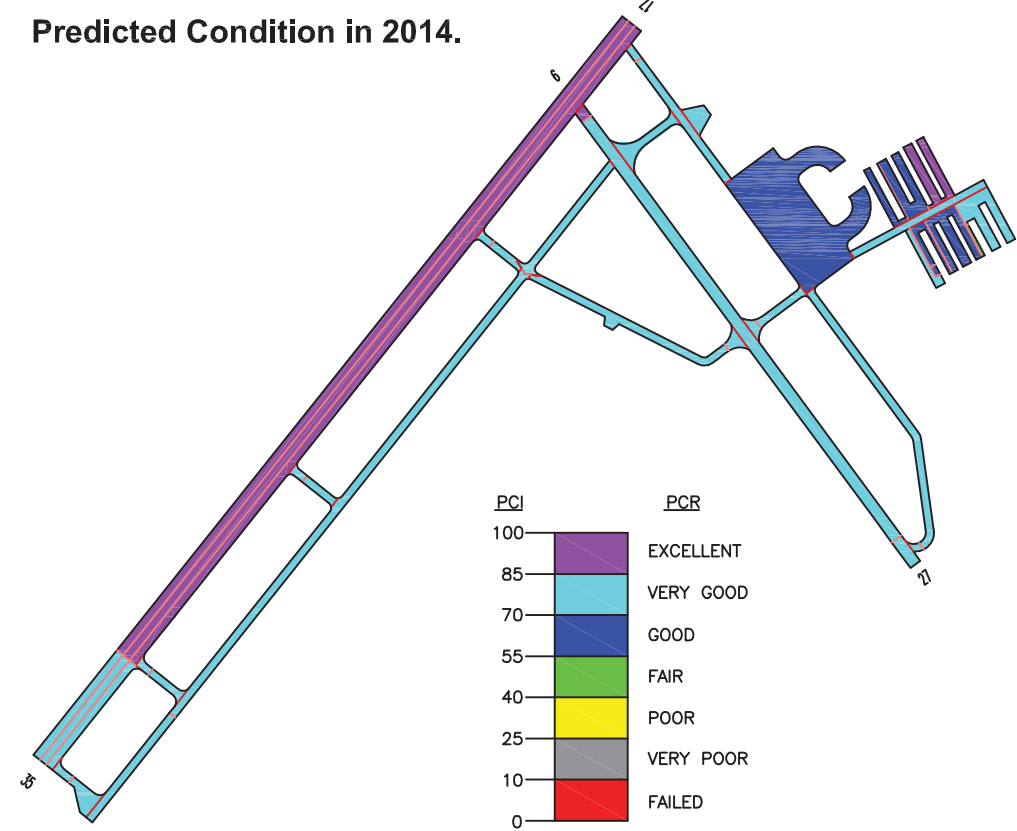 Predicted Condition in 2014.
17
9
PCI PCR
100
EXCELLENT
85
VERY GOOD
70
GOOD
55
FAIR
40
POOR
25
VERY POOR
10
FAILED
0
27
35